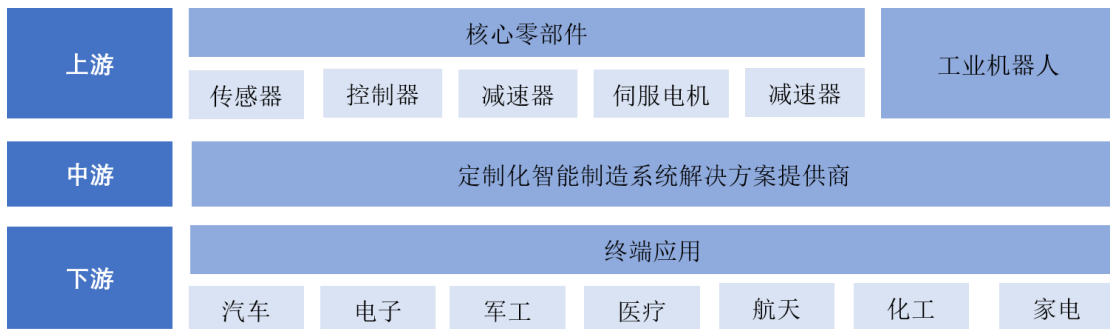 上游
核心零部件
工业机器人
传感器
控制器
减速器
伺服电机
减速器
中游
定制化智能制造系统解决方案提供商
下游
终端应用
汽车
电子
军工
医疗
航天
化工
家电